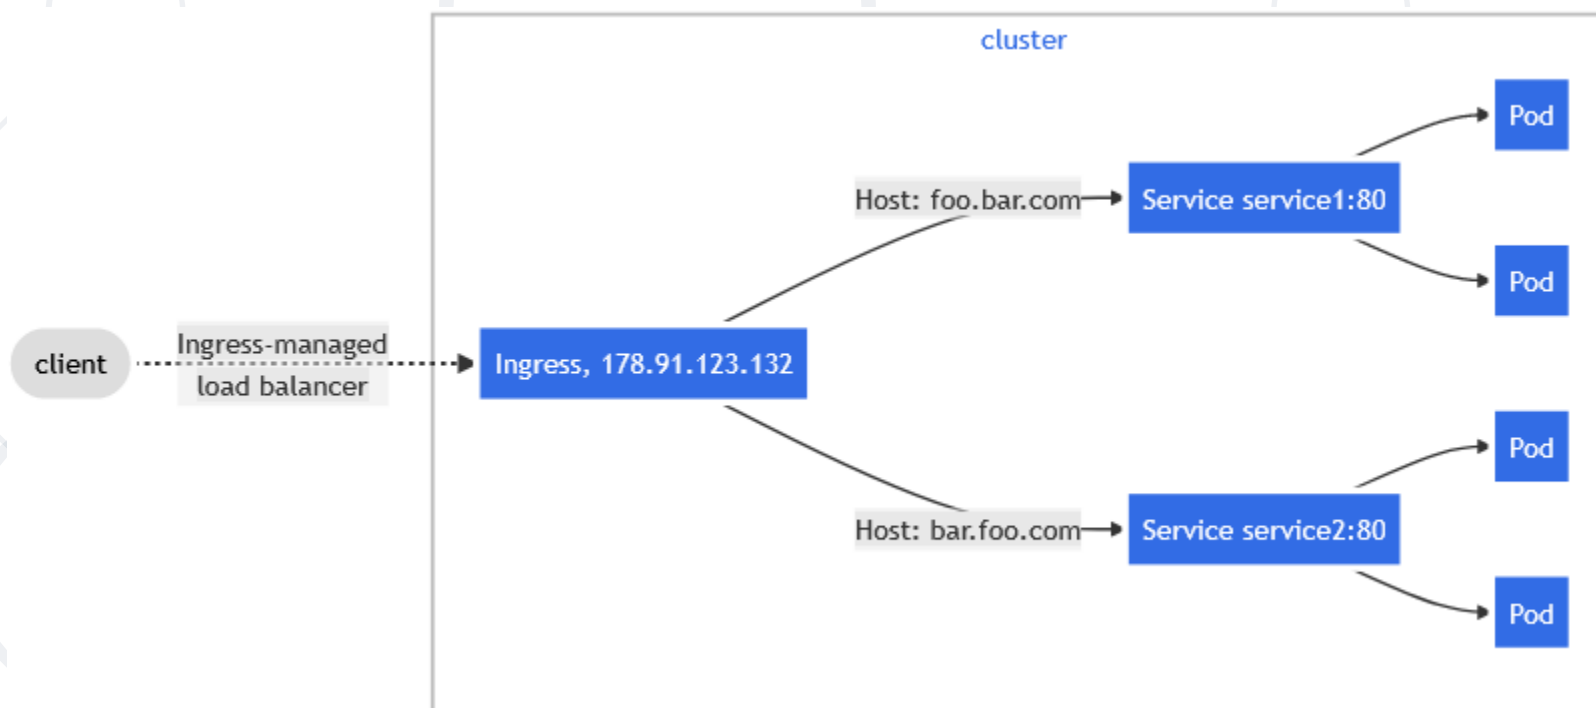 cluster
client
Ingress-managed
load balancer
Ingress, 178.91.123.132
Host: foo.bar.com
Service service1:80
Pod
Pod
Host: bar.foo.com
Service service2:80
Pod
Pod